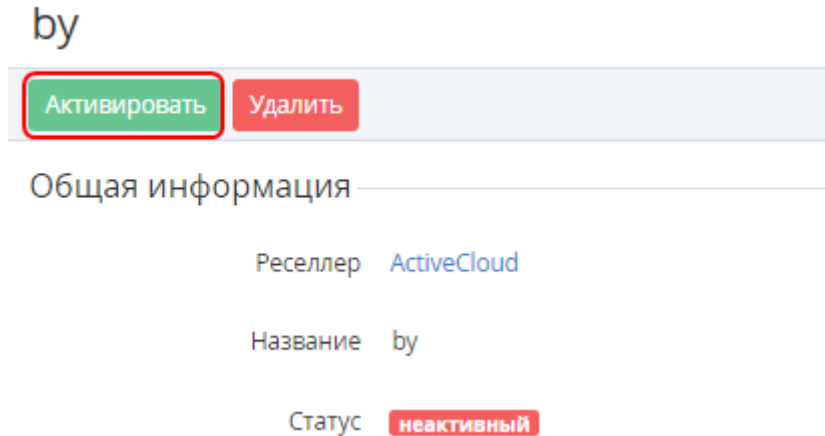 by
Активировать Удалить
Общая информация
Реселлер ActiveCloud
Название by
Статус неактивный